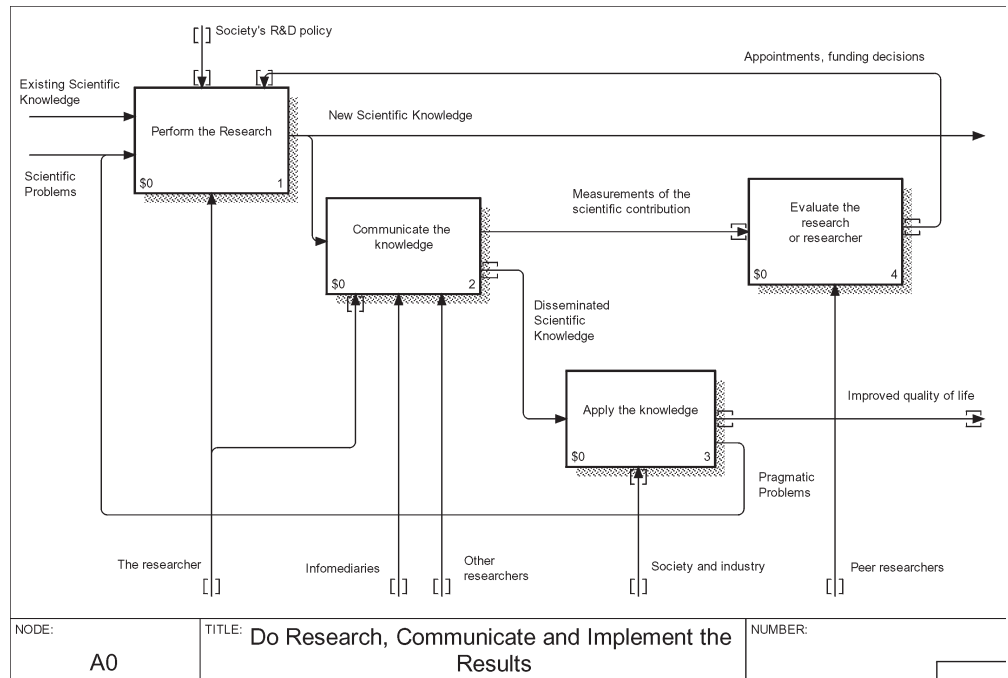 Society's R&D policy
Appointments, funding decisions
Existing Scientific
Knowledge
New Scientific Knowledge
Perform the Research
Scientific
Problems
$0
1
Measurements of the
scientific contribution
Evaluate the
research
or researcher
$0
4
Communicate the
knowledge
$0
2
Disseminated
Scientific
Knowledge
Improved quality of life
Apply the knowledge
$0
3
Pragmatic
Problems
The researcher
Infomediaries
Other
researchers
Society and industry
Peer researchers
NODE:
A0
TITLE:
Do Research, Communicate and Implement the
Results
NUMBER: